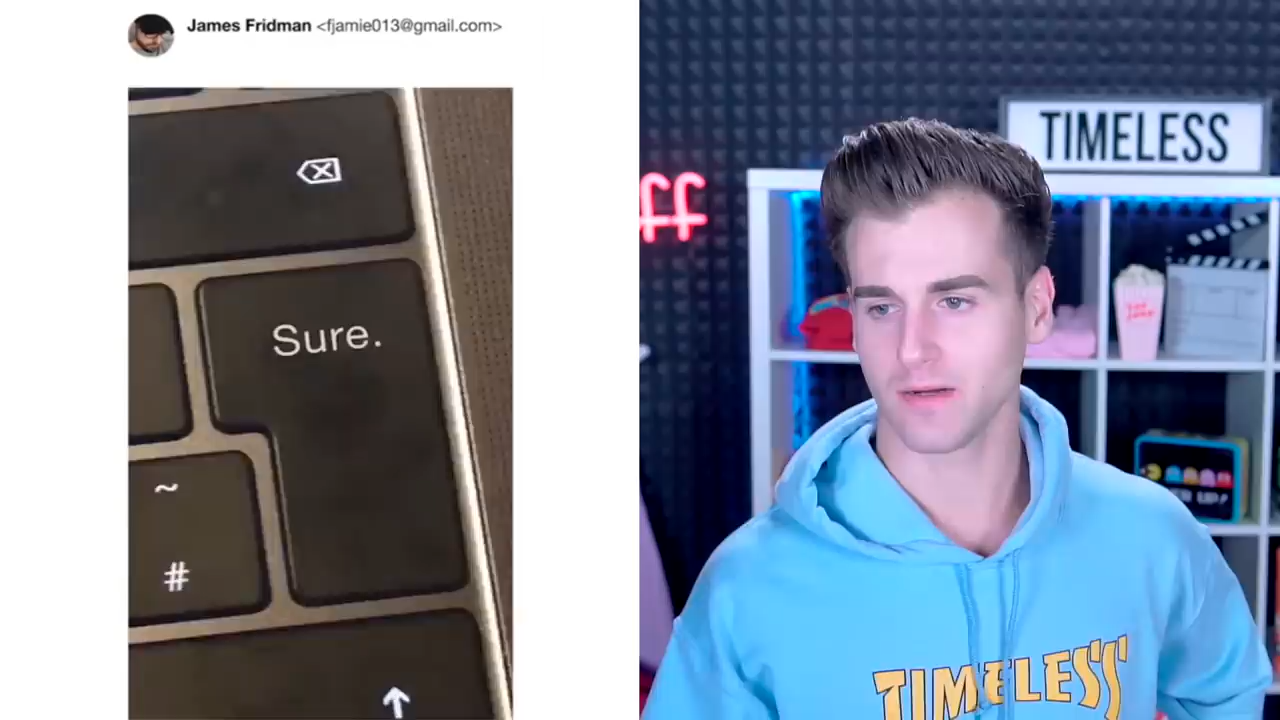 James Fridman <fjamie013@gmail.com>
Sure.
~
#
ff
TIMELESS
TIMELESS